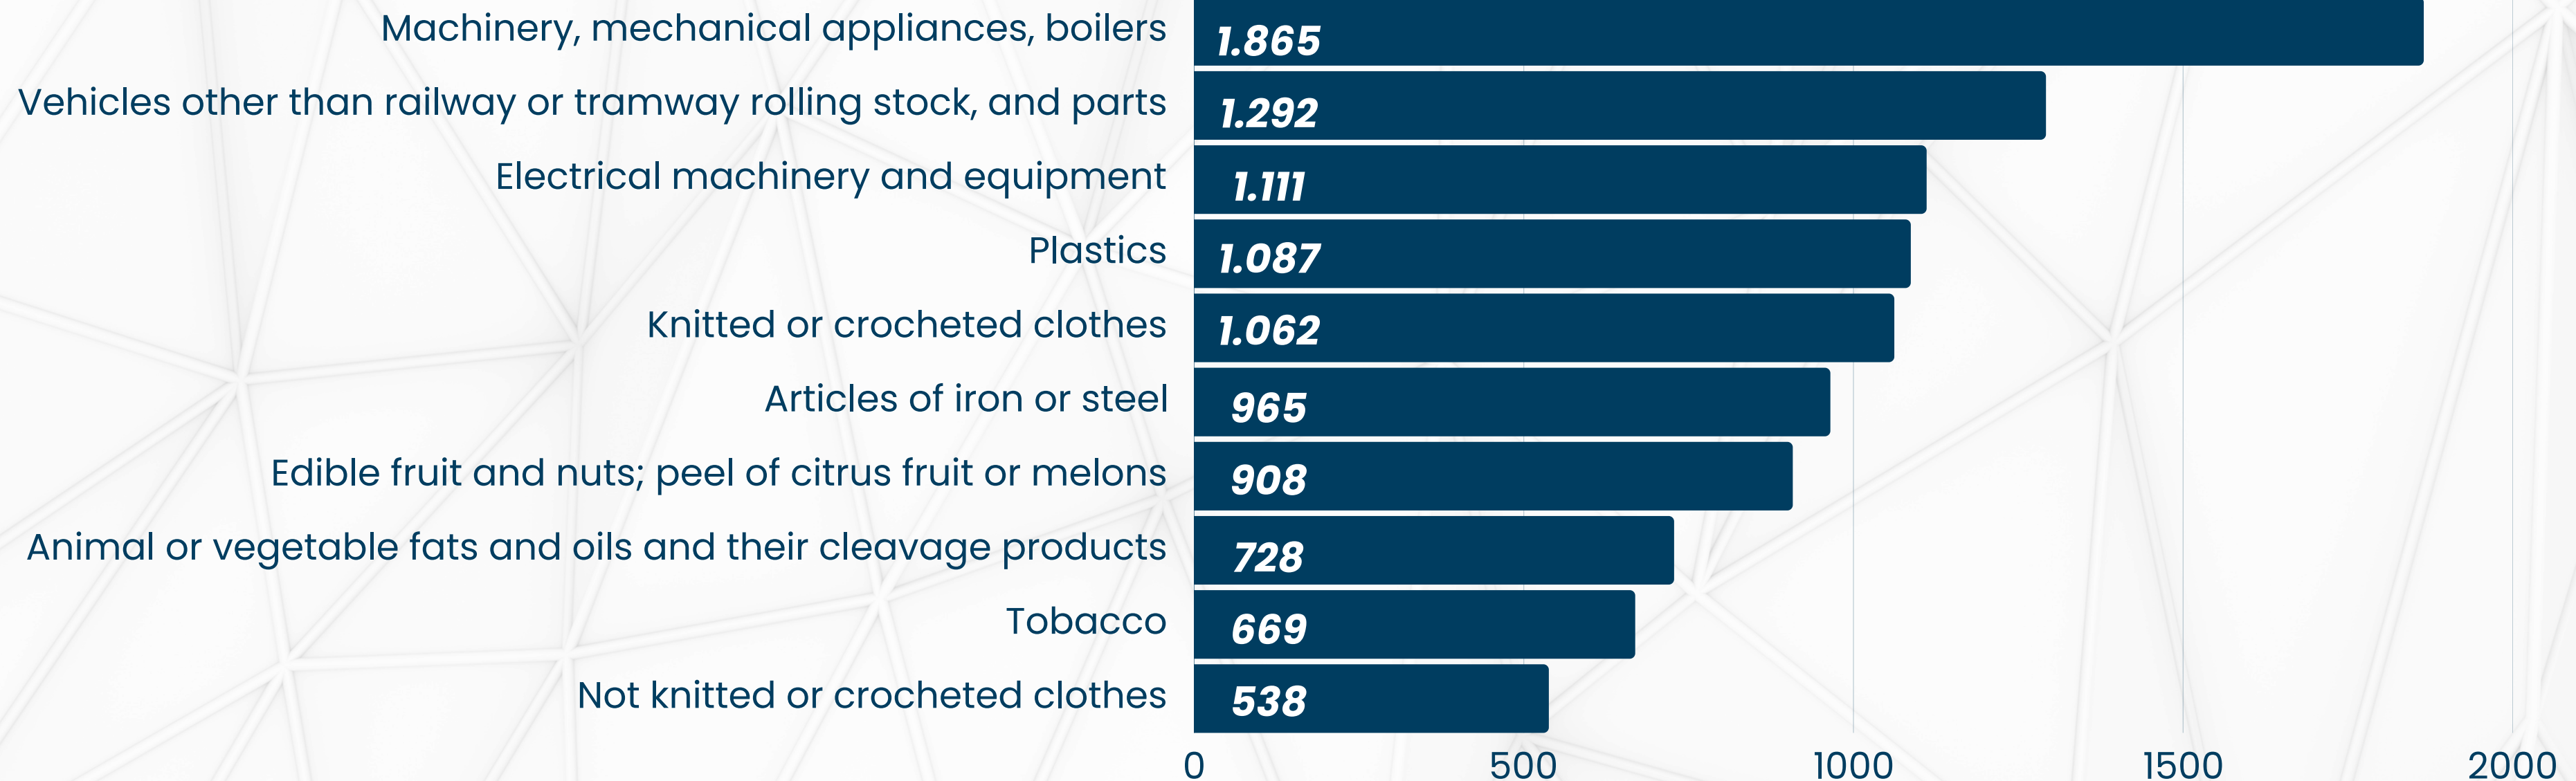 Machinery, mechanical appliances, boilers 1.865
Vehicles other than railway or tramway rolling stock, and parts 1.292
Electrical machinery and equipment 1.111
Plastics 1.087
Knitted or crocheted clothes 1.062
Articles of iron or steel 965
Edible fruit and nuts; peel of citrus fruit or melons 908
Animal or vegetable fats and oils and their cleavage products 728
Tobacco 669
Not knitted or crocheted clothes 538
0 500 1000 1500 2000